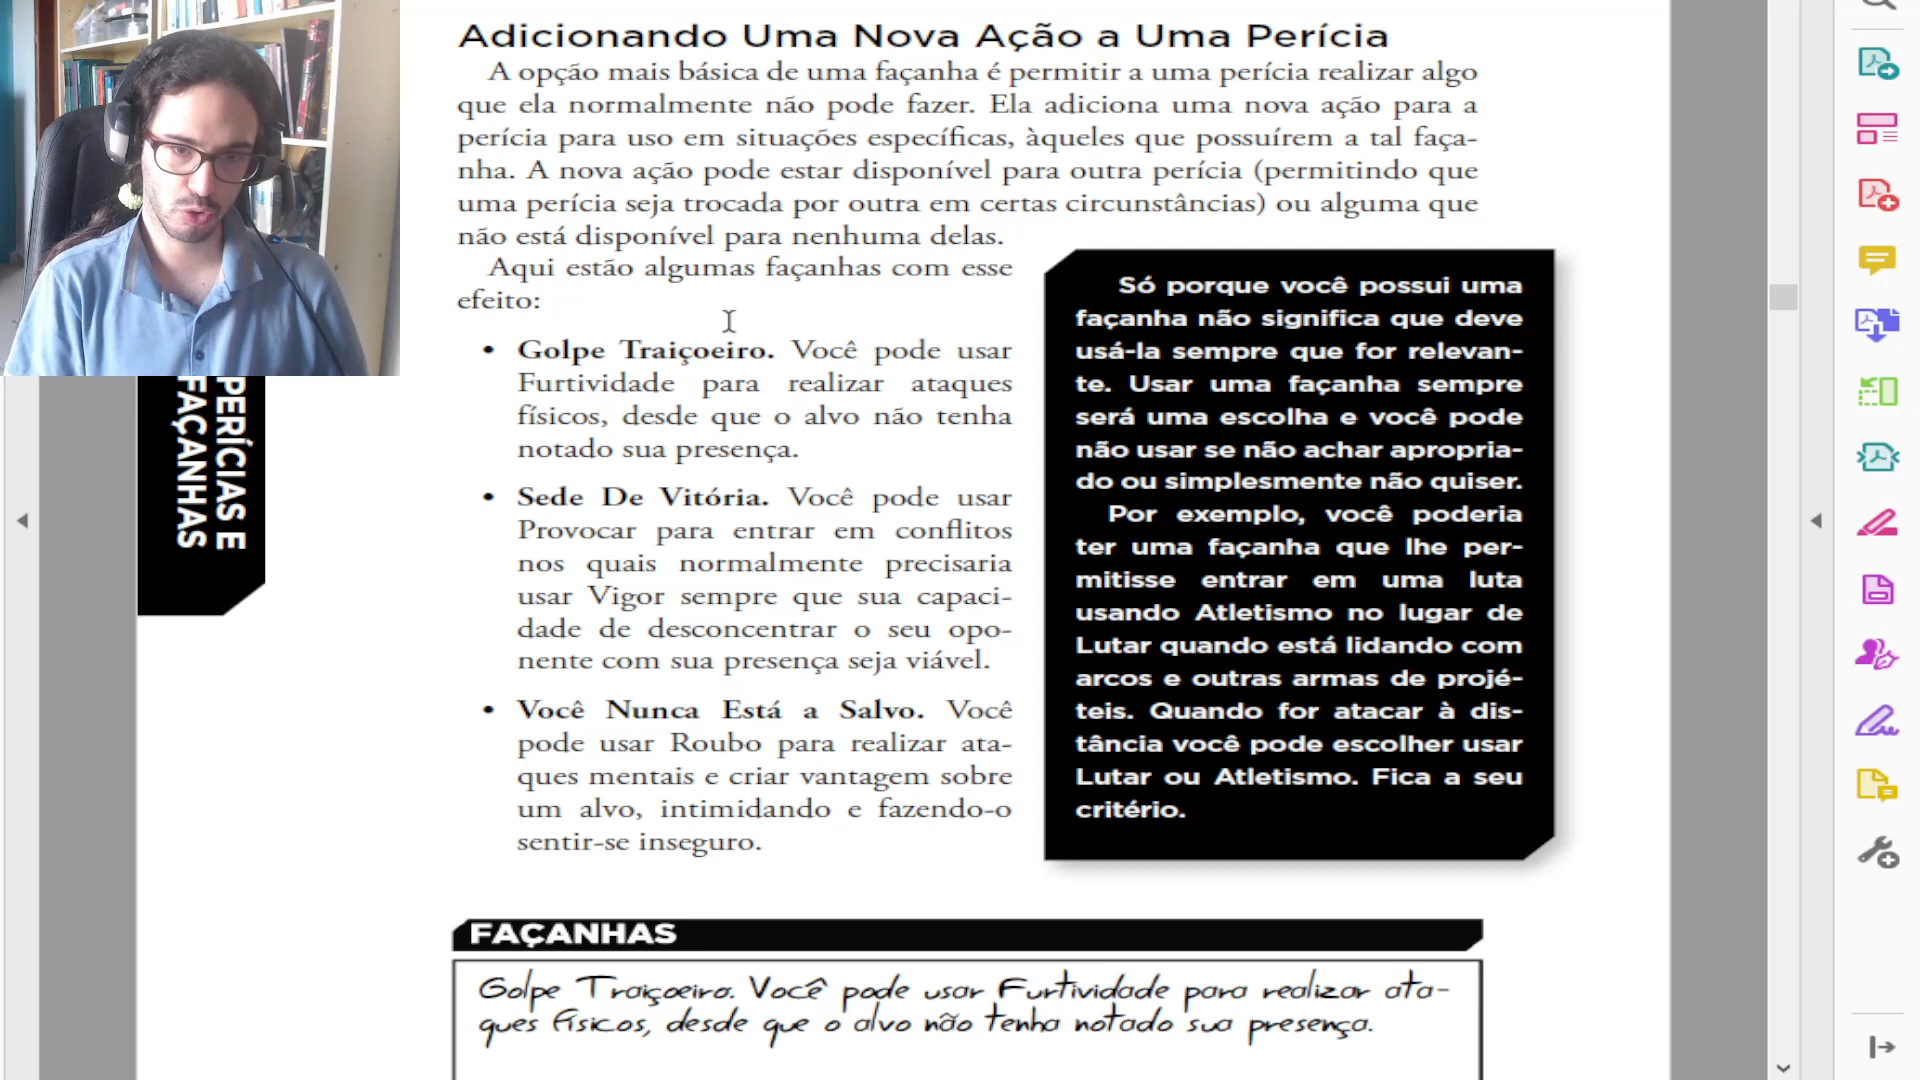 Adicionando Uma Nova Ação a Uma Perícia
A opção mais básica de uma façanha é permitir a uma perícia realizar algo
que ela normalmente não pode fazer. Ela adiciona uma nova ação para a
perícia para uso em situações específicas, àqueles que possuírem a tal faça-
nha. A nova ação pode estar disponível para outra perícia (permitindo que
uma perícia seja trocada por outra em certas circunstâncias) ou alguma que
não está disponível para nenhuma delas.
Aqui estão algumas façanhas com esse
efeito:
• Golpe Traiçoeiro. Você pode usar
Furtividade para realizar ataques
físicos, desde que o alvo não tenha
notado sua presença.
• Sede De Vitória. Você pode usar
Provocar para entrar em conflitos
nos quais normalmente precisaria
usar Vigor sempre que sua capaci-
dade de desconcentrar o seu opo-
nente com sua presença seja viável.
• Você Nunca Está a Salvo. Você
pode usar Roubo para realizar ata-
ques mentais e criar vantagem sobre
um alvo, intimidando e fazendo-o
sentir-se inseguro.
Só porque você possui uma
façanha não significa que deve
usá-la sempre que for relevan-
te. Usar uma façanha sempre
será uma escolha e você pode
não usar se não achar apropria-
do ou simplesmente não quiser.
Por exemplo, você poderia
ter uma façanha que lhe per-
mitisse entrar em uma luta
usando Atletismo no lugar de
Lutar quando está lidando com
arcos e outras armas de projé-
teis. Quando for atacar à dis-
tância você pode escolher usar
Lutar ou Atletismo. Fica a seu
critério.
PERÍCIAS E
FAÇANHAS
FAÇANHAS
Golpe Traiçoeiro. Você pode usar Furtividade para realizar ata-
ques físicos, desde que o alvo não tenha notado sua presença.